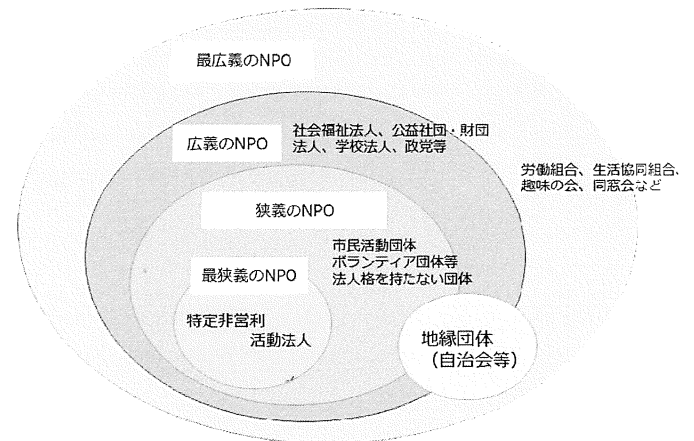 最広義のNPO
広義のNPO
社会福祉法人、公益社団・財団
法人、学校法人、政党等
労働組合、生活協同組合、
趣味の会、同窓会など
狭義のNPO
市民活動団体
ボランティア団体等
法人格を持たない団体
最狭義のNPO
特定非営利
活動法人
地縁団体
（自治会等）